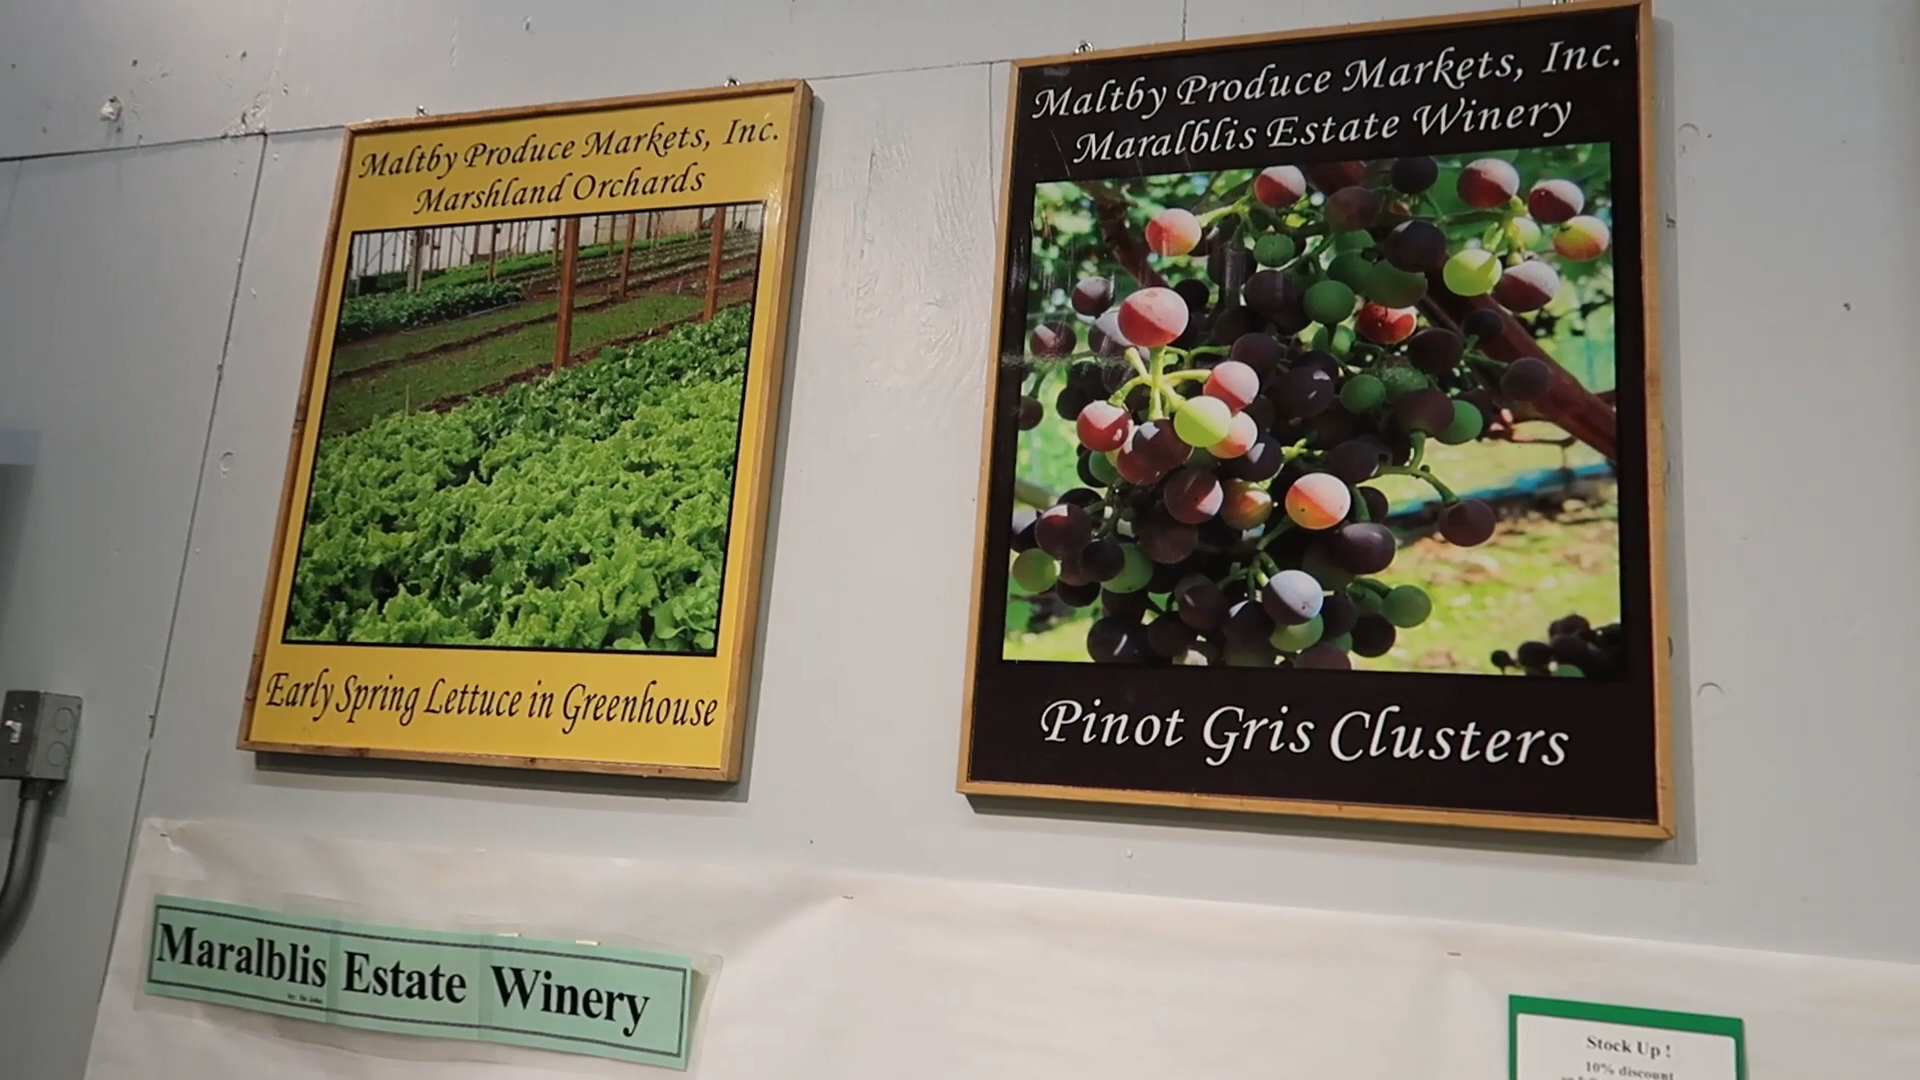 Maltby Produce Markets, Inc.
Marshland Orchards
Early Spring Lettuce in Greenhouse
Maltby Produce Markets, Inc.
Maralblis Estate Winery
Pinot Gris Clusters
Maralblis Estate Winery
Stock Up !
10% discount